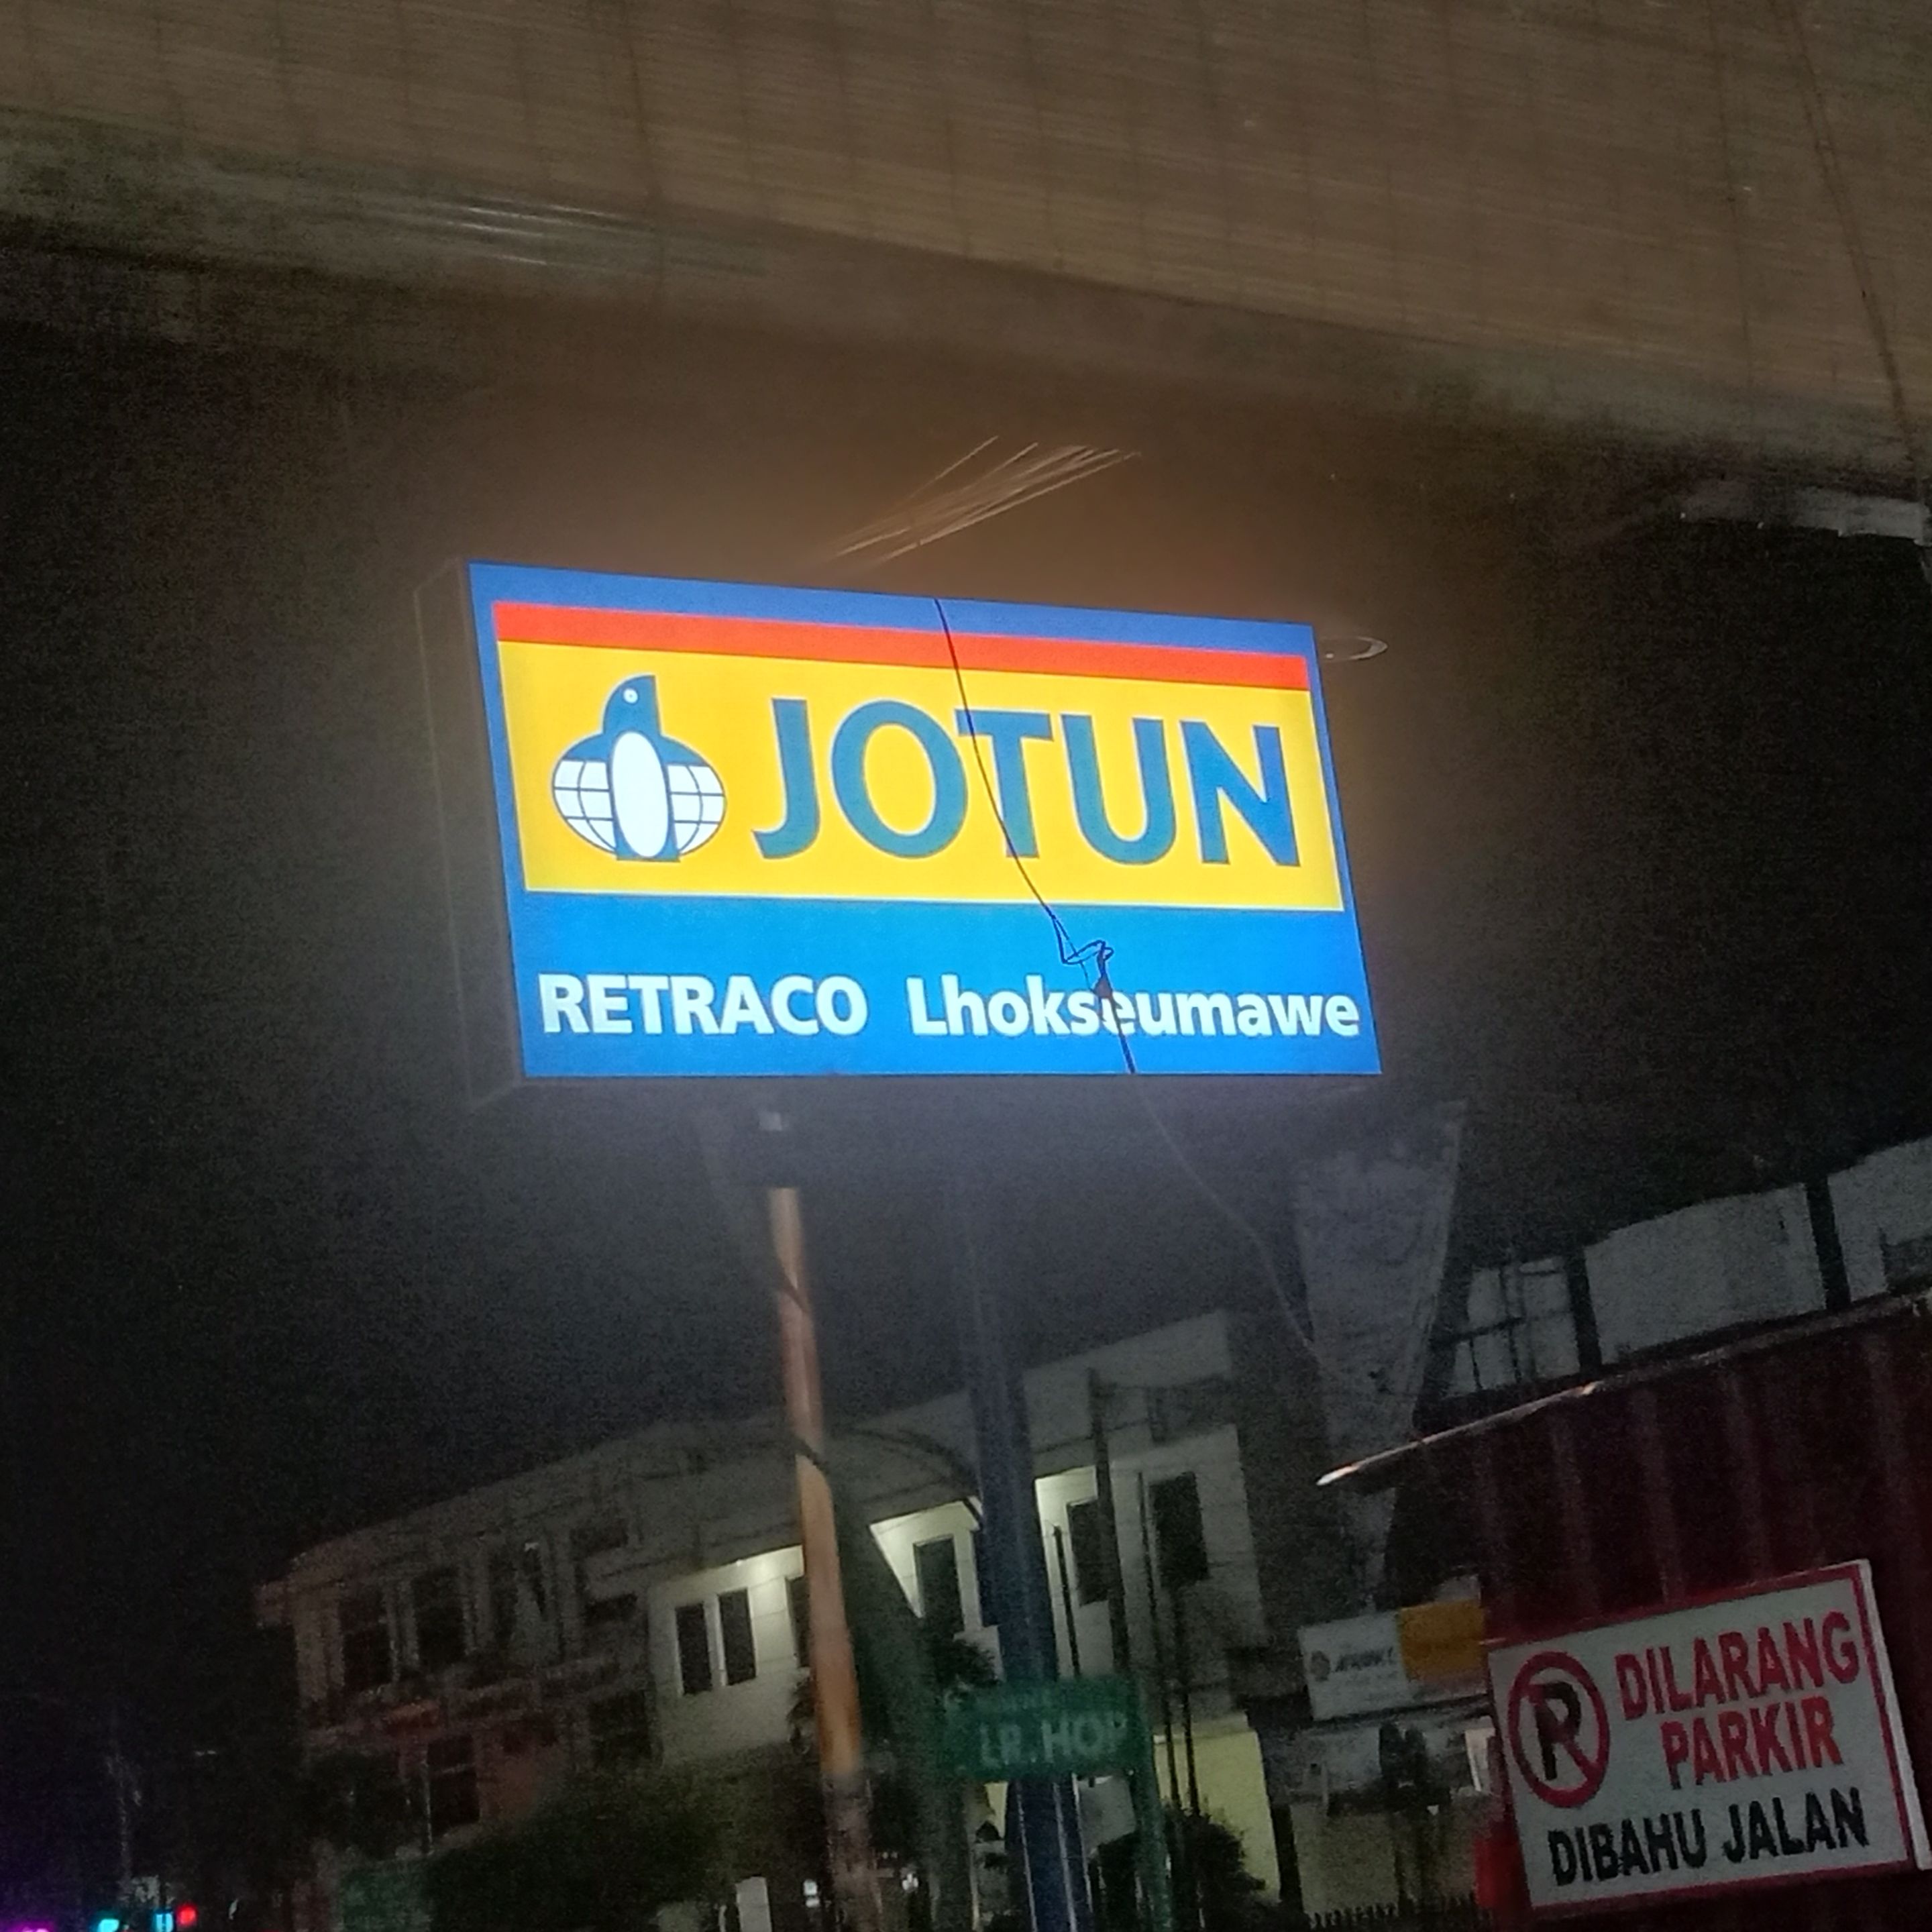 JOTUN
RETRACO Lhokseumawe
LR. HOP
DILARANG
PARKIR
DIBAHU JALAN